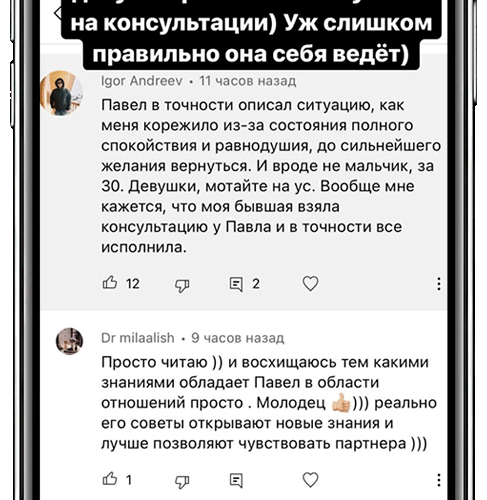 на консультации) Уж слишком
правильно она себя ведёт)
Igor Andreev • 11 часов назад
Павел в точности описал ситуацию, как
меня корежило из-за состояния полного
спокойствия и равнодушия, до сильнейшего
желания вернуться. И вроде не мальчик, за
30. Девушки, мотайте на ус. Вообще мне
кажется, что моя бывшая взяла
консультацию у Павла и в точности все
исполнила.
12 2
Dr milaalish • 9 часов назад
Просто читаю )) и восхищаюсь тем какими
знаниями обладает Павел в области
отношений просто . Молодец 👍🏼))) реально
его советы открывают новые знания и
лучше позволяют чувствовать партнера )))
1